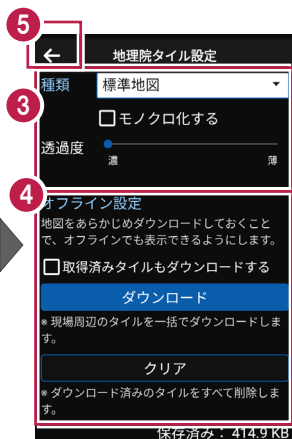 5
← 地理院タイル設定
3
種類 標準地図
モノクロ化する
透過度
濃 薄
4
オフライン設定
地図をあらかじめダウンロードしておくこと
で、オフラインでも表示できるようにします。
取得済みタイルもダウンロードする
ダウンロード
※現場周辺のタイルを一括でダウンロードしま
す。
クリア
※ダウンロード済みのタイルをすべて削除しま
す。
保存済み： 414.9 KB